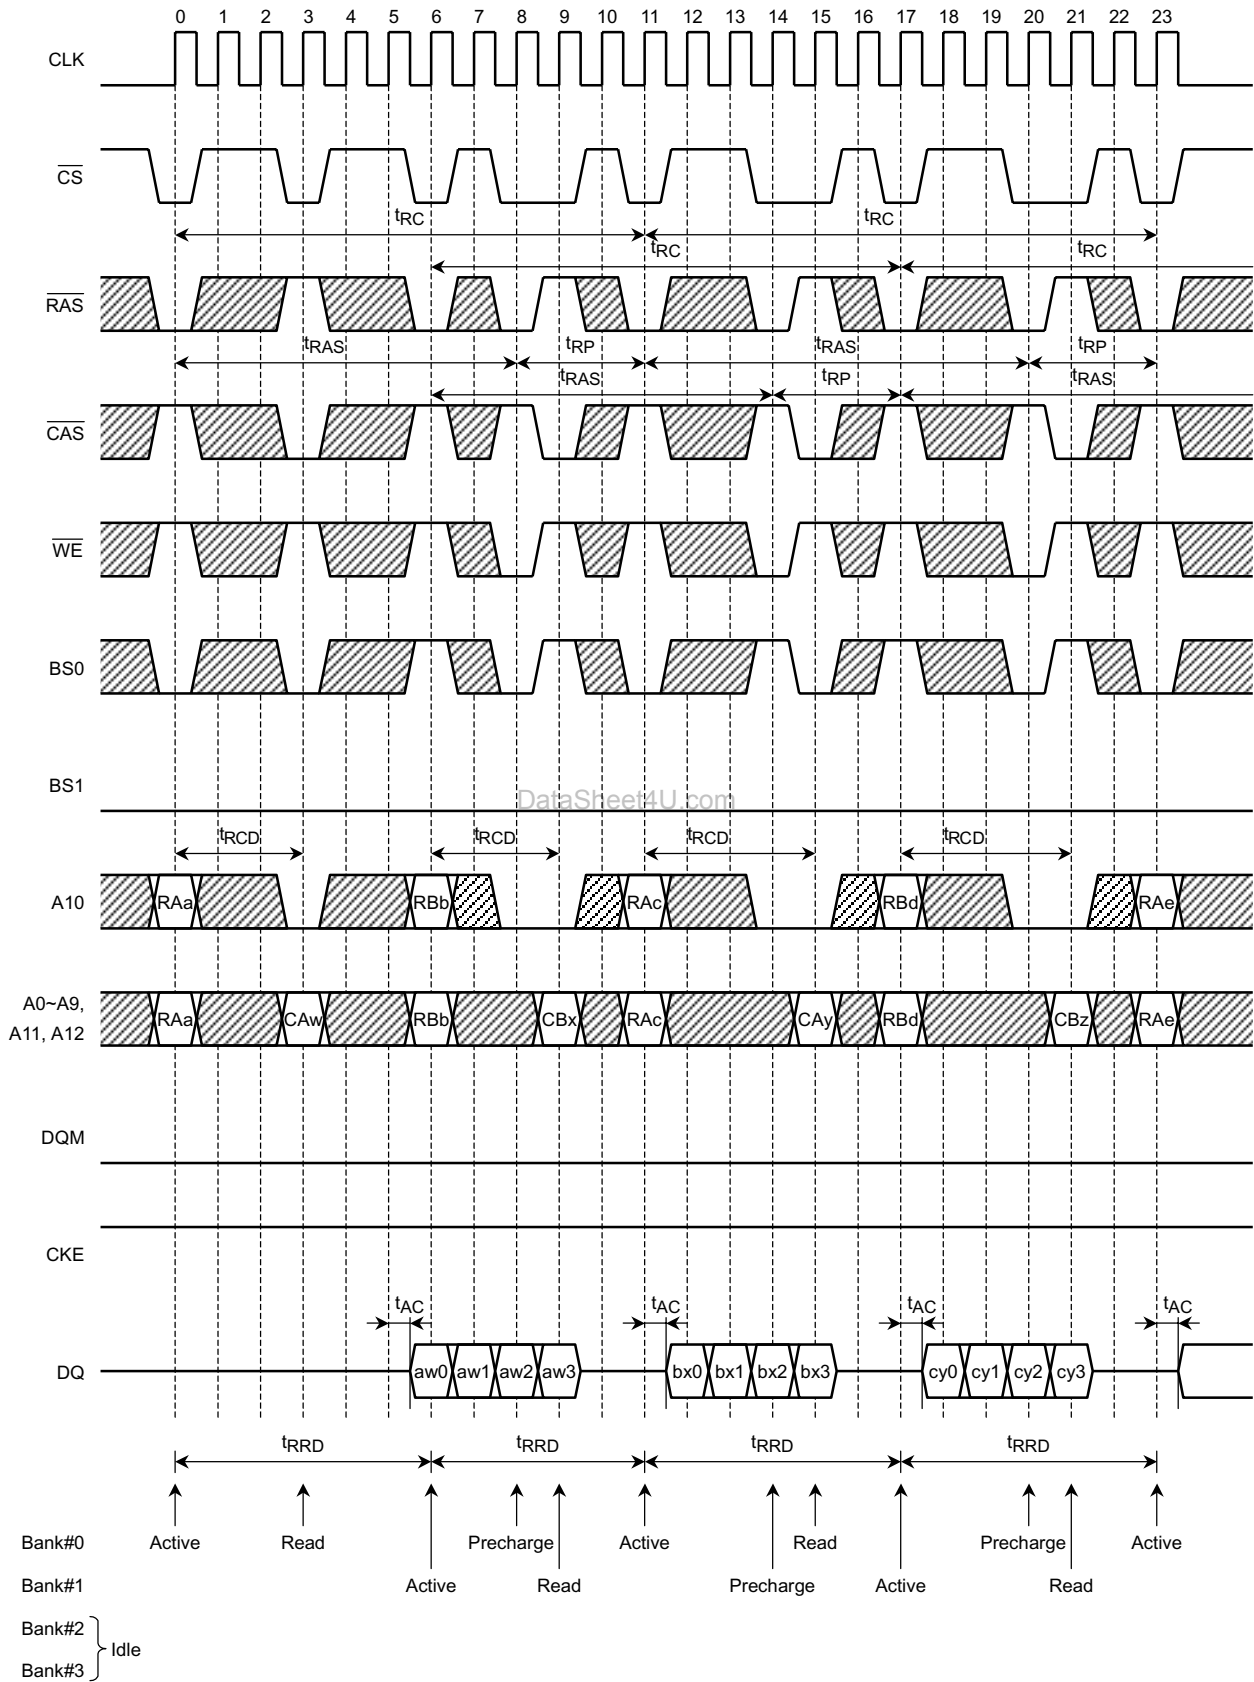 0 1 2 3 4 5 6 7 8 9 10 11 12 13 14 15 16 17 18 19 20 21 22 23
CLK
CS
tRC tRC
tRC tRC
RAS
tRAS tRP tRAS tRP
tRAS tRP tRAS
CAS
WE
BS0
BS1
DataSheet4U.com
tRCD tRCD tRCD tRCD
A10 RAa RBb RAc RBd RAe
A0~A9,
A11, A12
RAa CAw RBb CBx RAc CAy RBd CBz RAe
DQM
CKE
tAC tAC tAC tAC
DQ aw0 aw1 aw2 aw3 bx0 bx1 bx2 bx3 cy0 cy1 cy2 cy3
tRRD tRRD tRRD tRRD
Bank#0 Active Read Precharge Active Read Precharge Active
Bank#1 Active Read Precharge Active Read
Bank#2
Idle
Bank#3